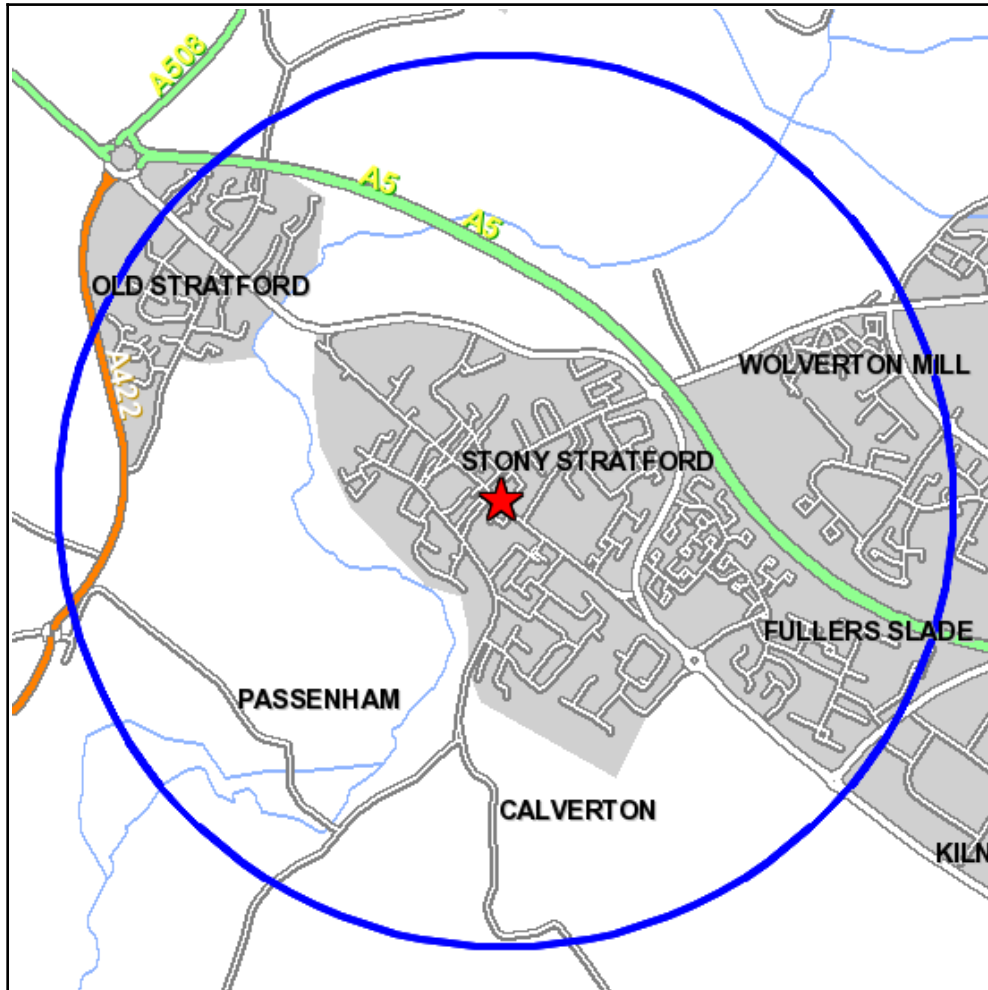 A508
A5
A5
OLD STRATFORD
A422
WOLVERTON MILL
STONY STRATFORD
FULLERS SLADE
PASSENHAM
CALVERTON
KILN